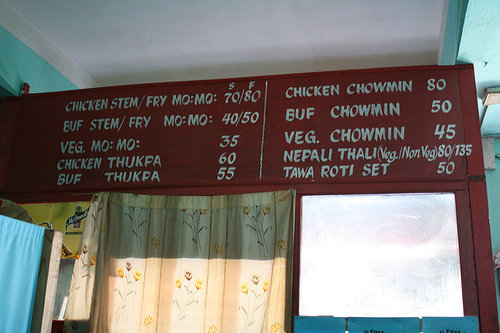 S F
CHICKEN STEM/FRY MO:MO: 70/80
BUF STEM/FRY MO:MO: 40/50
VEG. MO:MO: 35
CHICKEN THUKPA 60
BUF THUKPA 55
CHICKEN CHOWMIN 80
BUF CHOWMIN 50
VEG. CHOWMIN 45
NEPALI THALI (Veg./Non Veg) 80/135
TAWA ROTI SET 50